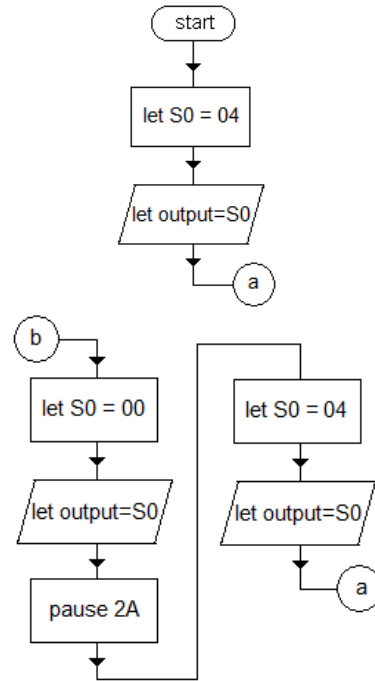 start
let S0 = 04
let output=S0
a
b
let S0 = 00
let output=S0
pause 2A
let S0 = 04
let output=S0
a